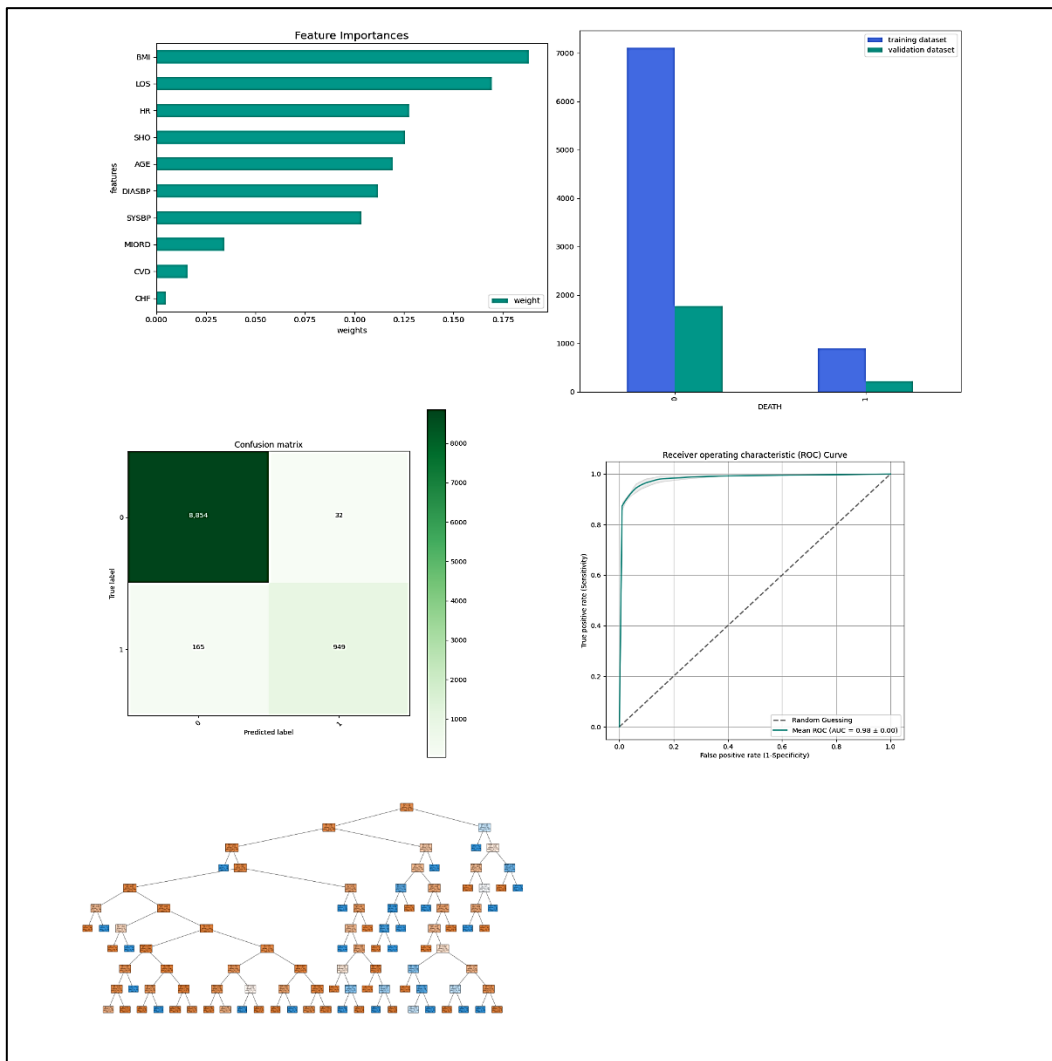 Feature Importances
BMI
LOS
HR
SHO
AGE
DIASBP
SYSBP
MIORD
CVD
CHF
features
0.000 0.025 0.050 0.075 0.100 0.125 0.150 0.175
weights
weight
training dataset
validation dataset
7000
6000
5000
4000
3000
2000
1000
0
0 1
DEATH
Confusion matrix
8,854 32
165 949
0
1
True label
0 1
Predicted label
8000
7000
6000
5000
4000
3000
2000
1000
Receiver operating characteristic (ROC) Curve
1.0
0.8
0.6
0.4
0.2
0.0
True positive rate (Sensitivity)
Random Guessing
Mean ROC (AUC = 0.98 ± 0.00)
0.0 0.2 0.4 0.6 0.8 1.0
False positive rate (1-Specificity)